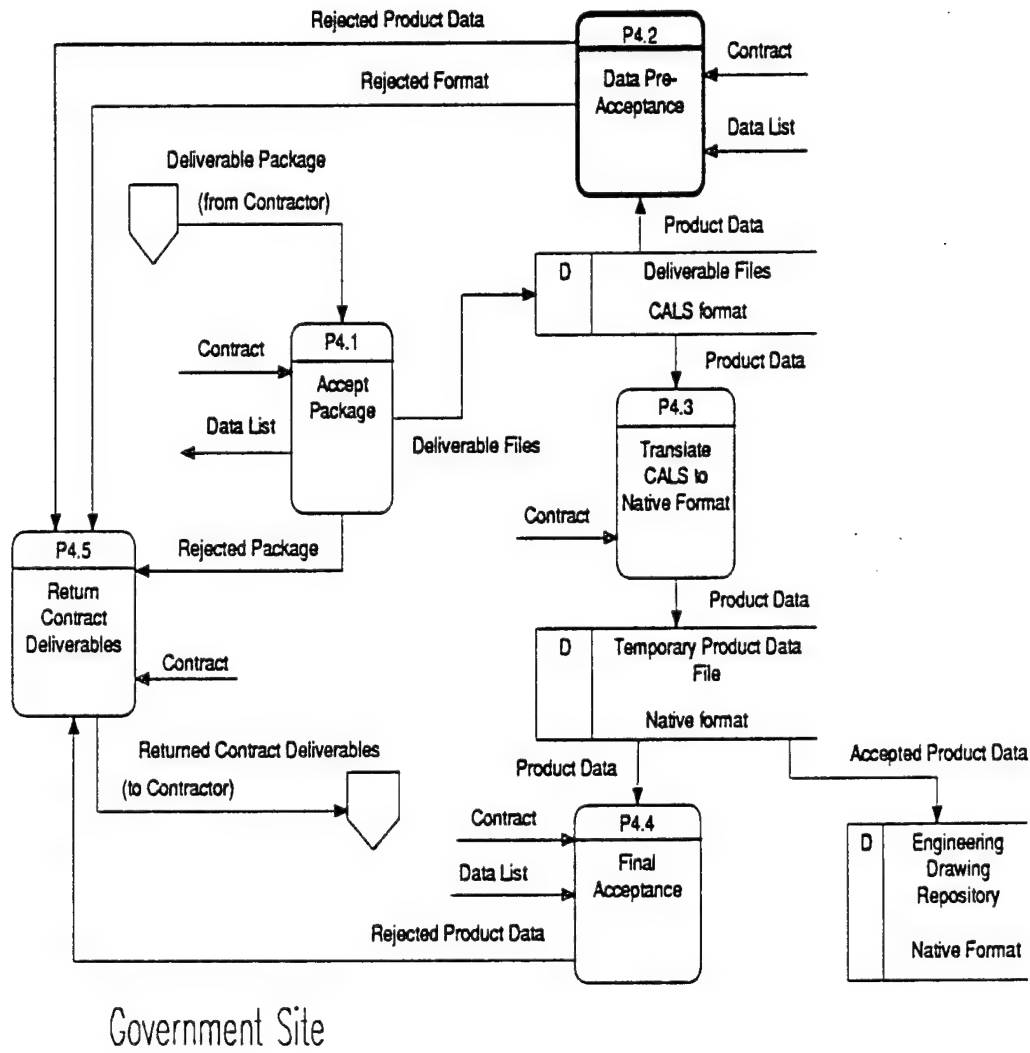 Rejected Product Data
P4.2
Contract
Rejected Format
Data Pre-
Acceptance
Data List
Deliverable Package
(from Contractor)
Product Data
D
Deliverable Files
CALS format
P4.1
Contract
Accept
Package
Product Data
P4.3
Data List
Deliverable Files
Translate
CALS to
Native Format
Contract
P4.5
Rejected Package
Return
Contract
Deliverables
Product Data
D
Temporary Product Data
File
Contract
Native format
Returned Contract Deliverables
(to Contractor)
Product Data
Accepted Product Data
Contract
P4.4
D
Engineering
Drawing
Repository
Data List
Final
Acceptance
Rejected Product Data
Native Format
Government Site